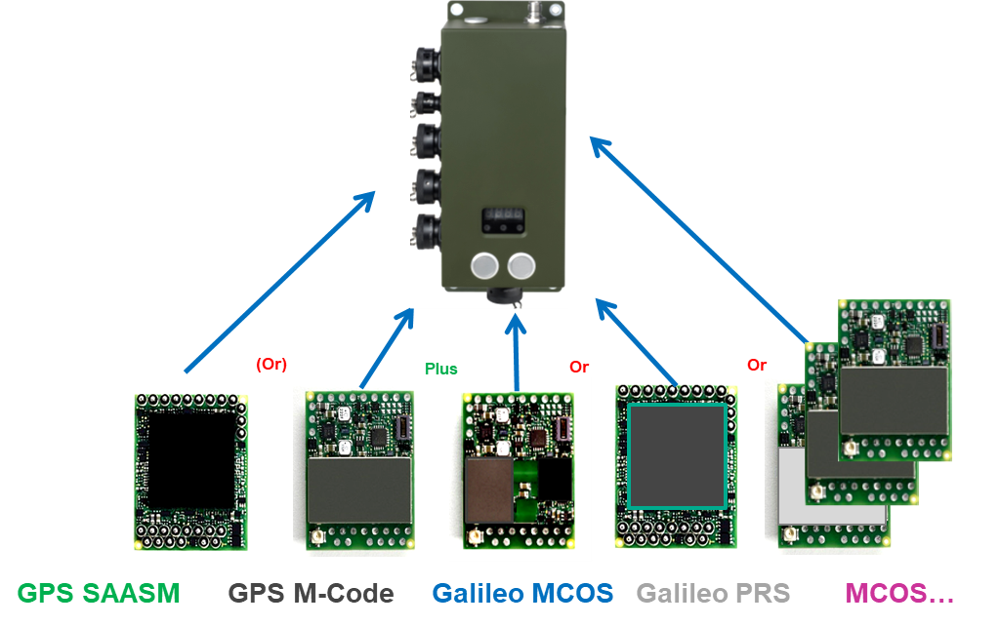 (Or)
Plus
Or
Or
GPS SAASM
GPS M-Code
Galileo MCOS
Galileo PRS
MCOS…